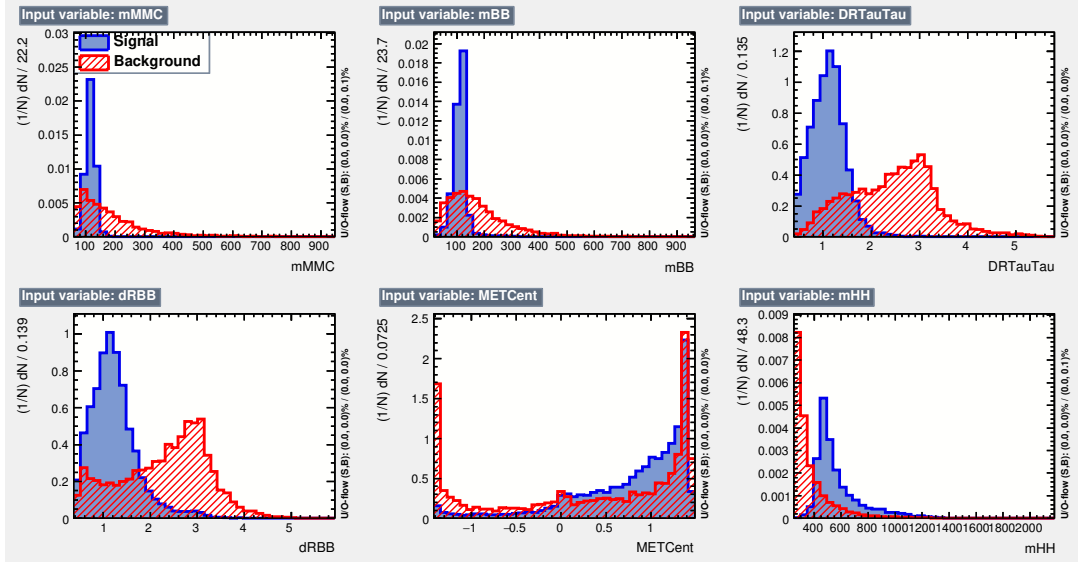 Input variable: mMMC
(1/N) dN / 22.2
0.03
0.025
0.02
0.015
0.01
0.005
0
Signal
Background
100 200 300 400 500 600 700 800 900
mMMC
U/O-flow (S,B): (0.0, 0.0)% / (0.0, 0.1)%
Input variable: mBB
(1/N) dN / 23.7
0.02
0.018
0.016
0.014
0.012
0.01
0.008
0.006
0.004
0.002
0
100 200 300 400 500 600 700 800 900
mBB
U/O-flow (S,B): (0.0, 0.0)% / (0.0, 0.1)%
Input variable: DRTauTau
(1/N) dN / 0.135
1.2
1
0.8
0.6
0.4
0.2
0
1 2 3 4 5
DRTauTau
U/O-flow (S,B): (0.0, 0.0)% / (0.0, 0.0)%
Input variable: dRBB
(1/N) dN / 0.139
1
0.8
0.6
0.4
0.2
0
1 2 3 4 5
dRBB
U/O-flow (S,B): (0.0, 0.0)% / (0.0, 0.0)%
Input variable: METCent
(1/N) dN / 0.0725
2.5
2
1.5
1
0.5
0
−1 −0.5 0 0.5 1
METCent
U/O-flow (S,B): (0.0, 0.0)% / (0.0, 0.0)%
Input variable: mHH
(1/N) dN / 48.3
0.009
0.008
0.007
0.006
0.005
0.004
0.003
0.002
0.001
0
400 600 800 1000 1200 1400 1600 1800 2000
mHH
U/O-flow (S,B): (0.0, 0.0)% / (0.0, 0.1)%